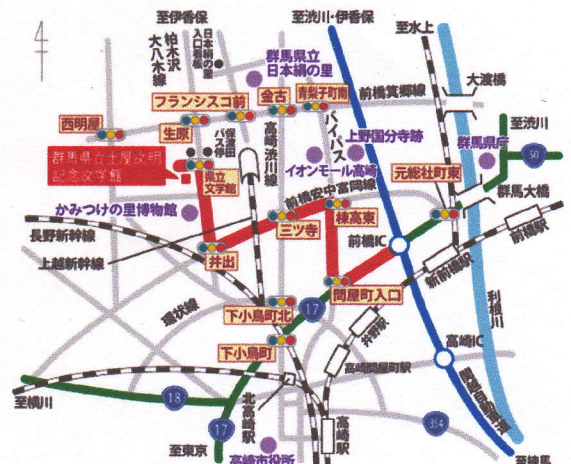 至伊香保
至渋川・伊香保
至水上
柏木沢
大八木線
日本絹の里
入口看板
群馬県立
日本絹の里
大渡橋
フランシスコ前
金古
青梨子町南
前橋箕郷線
至渋川
西明屋
生原
保渡田
バス停
高崎渋川線
バイパス
上野国分寺跡
群馬県庁
50
群馬県立土屋文明
記念文学館
県立
文学館
イオンモール高崎
元総社町東
群馬大橋
かみつけの里博物館
前橋安中富岡線
三ツ寺
棟高東
前橋IC
前橋駅
長野新幹線
上越新幹線
井出
新前橋駅
問屋町入口
環状線
下小鳥町北
17
井野駅
利根川
下小鳥町
高崎問屋町駅
高崎IC
至横川
18
17
北高崎駅
高崎駅
354
関越自動車道
至東京
高崎市役所
至練馬